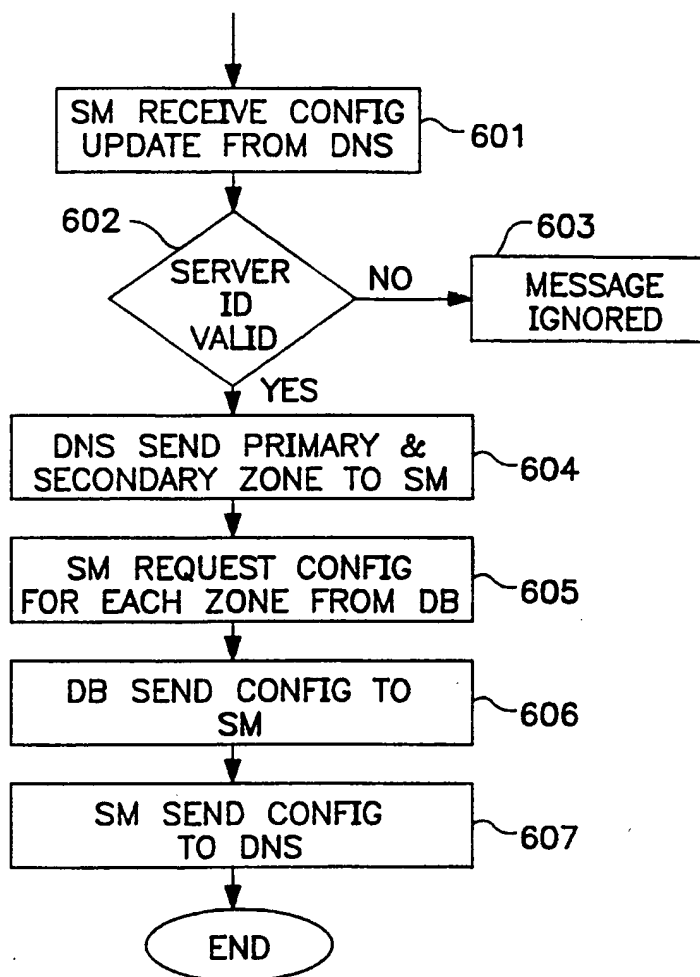 SM RECEIVE CONFIG
UPDATE FROM DNS
601
602
SERVER
ID
VALID
NO
603
MESSAGE
IGNORED
YES
DNS SEND PRIMARY &
SECONDARY ZONE TO SM
604
SM REQUEST CONFIG
FOR EACH ZONE FROM DB
605
DB SEND CONFIG TO
SM
606
SM SEND CONFIG
TO DNS
607
END